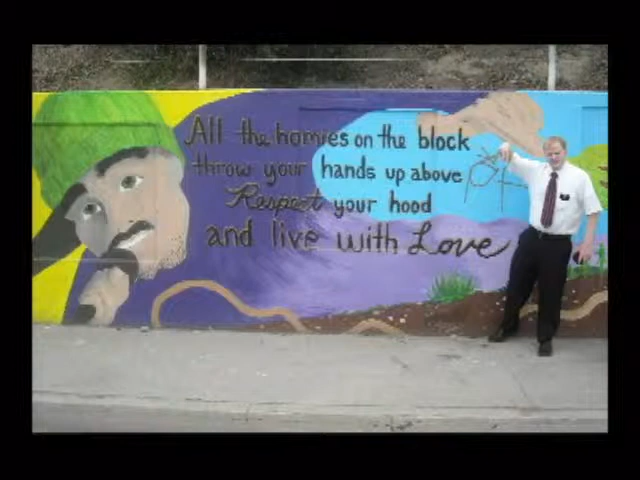 All the homies on the block
throw your hands up above
Respect your hood
and live with Love